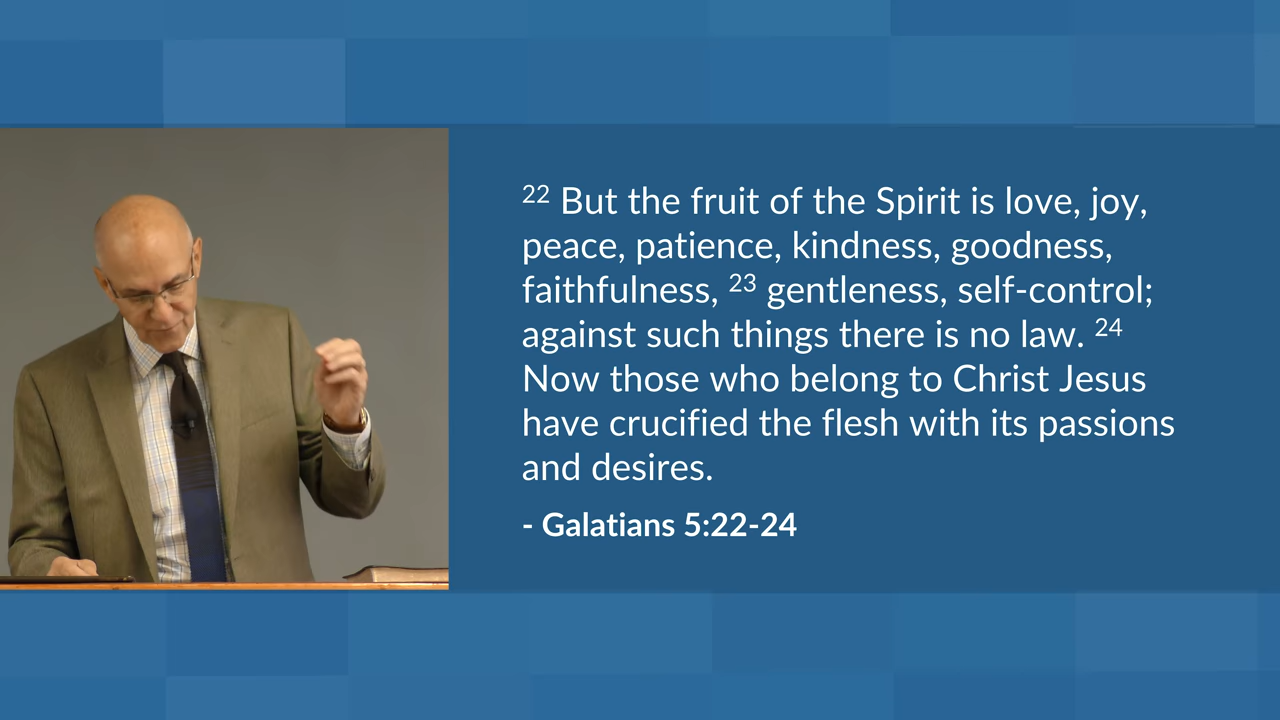 22 But the fruit of the Spirit is love, joy,
peace, patience, kindness, goodness,
faithfulness, 23 gentleness, self-control;
against such things there is no law. 24
Now those who belong to Christ Jesus
have crucified the flesh with its passions
and desires.
- Galatians 5:22-24